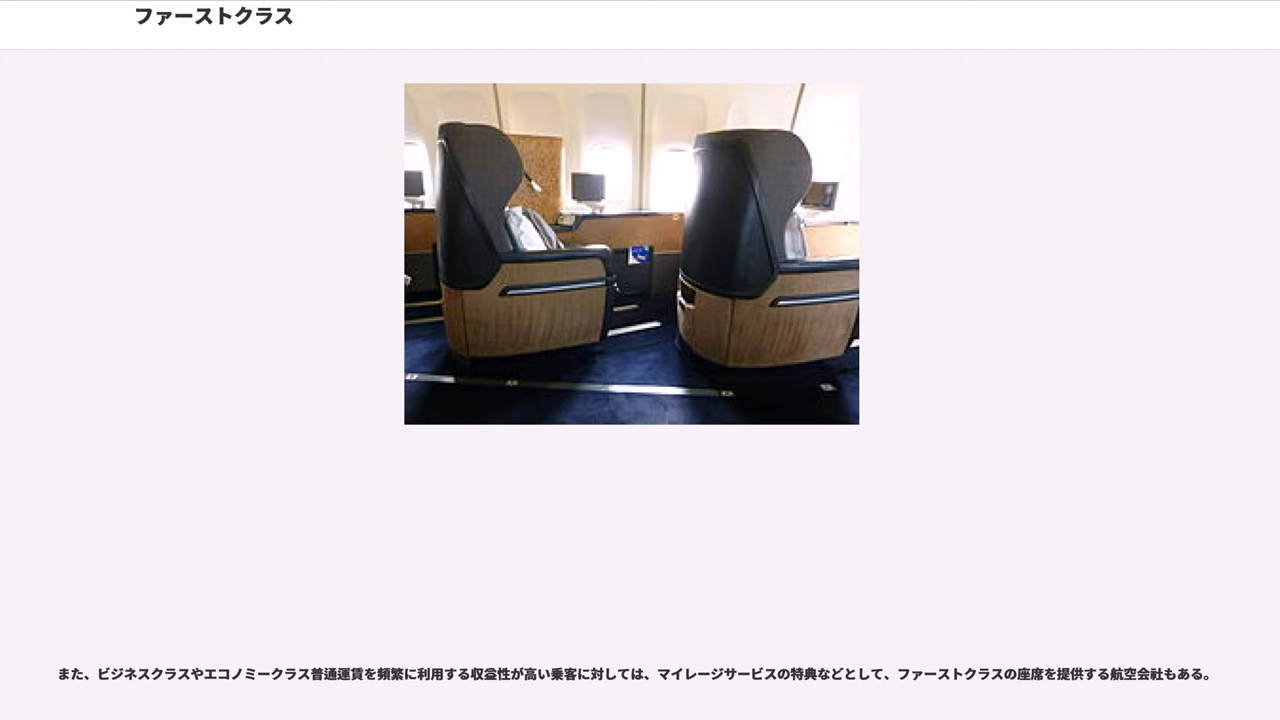 ファーストクラス
また、ビジネスクラスやエコノミークラス普通運賃を頻繁に利用する収益性が高い乗客に対しては、マイレージサービスの特典などとして、ファーストクラスの座席を提供する航空会社もある。